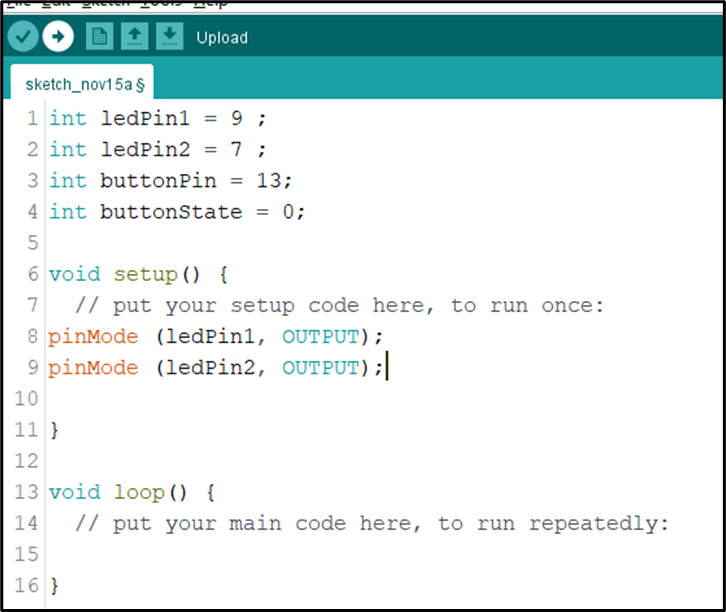 File Edit Sketch Tools Help
Upload
sketch_nov15a §
1 int ledPin1 = 9 ;
2 int ledPin2 = 7 ;
3 int buttonPin = 13;
4 int buttonState = 0;
5
6 void setup() {
7   // put your setup code here, to run once:
8 pinMode (ledPin1, OUTPUT);
9 pinMode (ledPin2, OUTPUT);
10
11 }
12
13 void loop() {
14   // put your main code here, to run repeatedly:
15
16 }